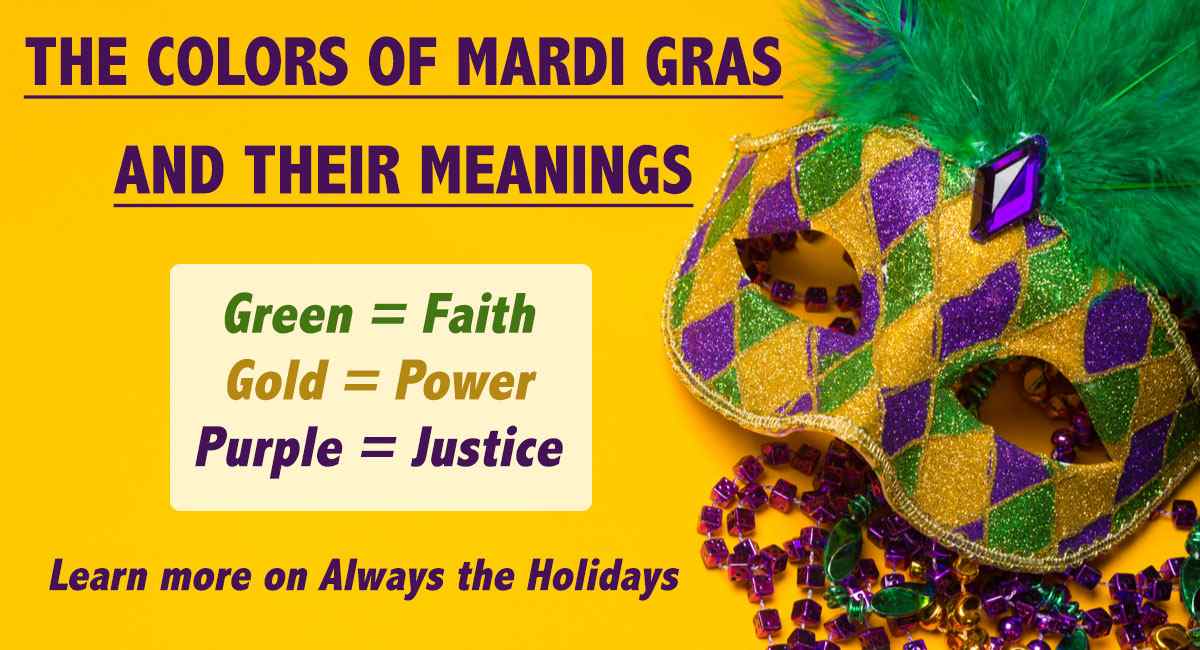 THE COLORS OF MARDI GRAS
AND THEIR MEANINGS
Green = Faith
Gold = Power
Purple = Justice
Learn more on Always the Holidays